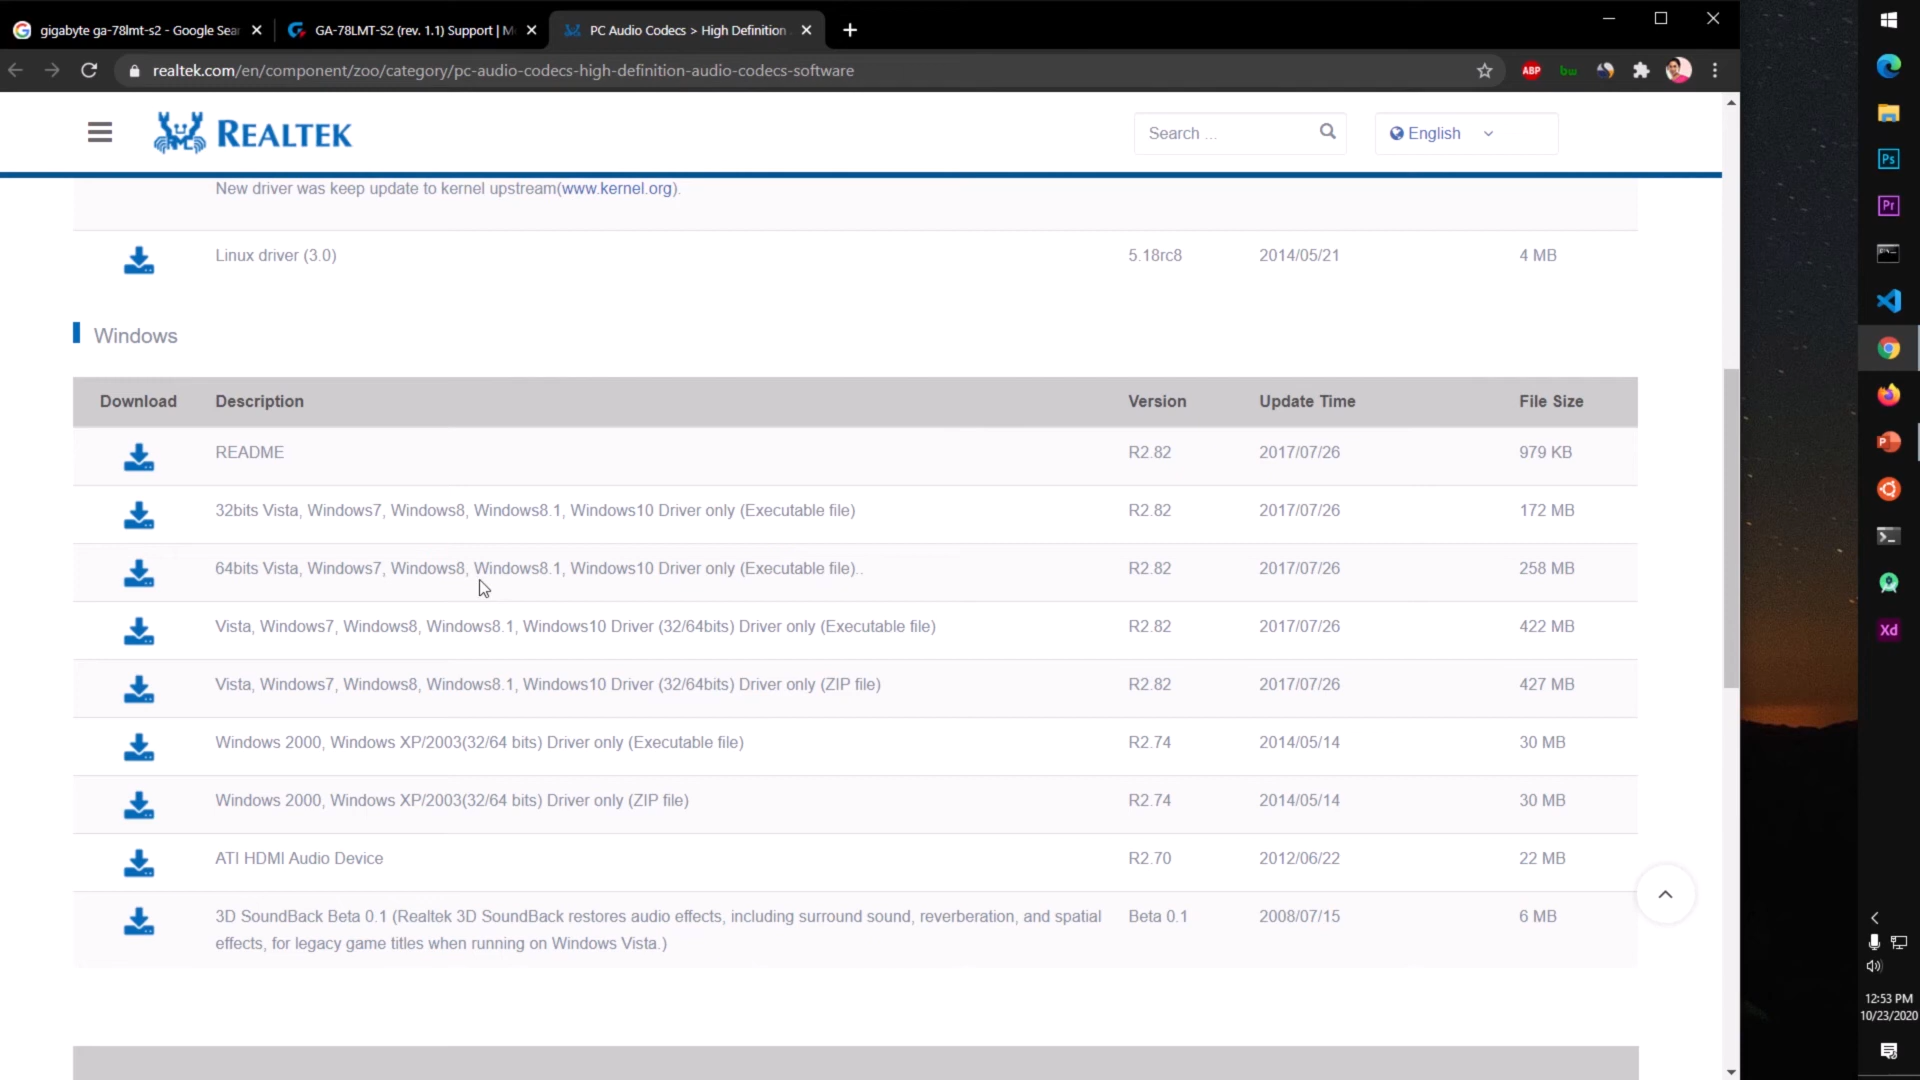 gigabyte ga-78lmt-s2 - Google Sear
GA-78LMT-S2 (rev. 1.1) Support | M
PC Audio Codecs > High Definition
realtek.com/en/component/zoo/category/pc-audio-codecs-high-definition-audio-codecs-software
ABP
bw
REALTEK
Search ...
English
New driver was keep update to kernel upstream(www.kernel.org).
Linux driver (3.0) 5.18rc8 2014/05/21 4 MB
Windows
Download Description Version Update Time File Size
README R2.82 2017/07/26 979 KB
32bits Vista, Windows7, Windows8, Windows8.1, Windows10 Driver only (Executable file) R2.82 2017/07/26 172 MB
64bits Vista, Windows7, Windows8, Windows8.1, Windows10 Driver only (Executable file).. R2.82 2017/07/26 258 MB
Vista, Windows7, Windows8, Windows8.1, Windows10 Driver (32/64bits) Driver only (Executable file) R2.82 2017/07/26 422 MB
Vista, Windows7, Windows8, Windows8.1, Windows10 Driver (32/64bits) Driver only (ZIP file) R2.82 2017/07/26 427 MB
Windows 2000, Windows XP/2003(32/64 bits) Driver only (Executable file) R2.74 2014/05/14 30 MB
Windows 2000, Windows XP/2003(32/64 bits) Driver only (ZIP file) R2.74 2014/05/14 30 MB
ATI HDMI Audio Device R2.70 2012/06/22 22 MB
3D SoundBack Beta 0.1 (Realtek 3D SoundBack restores audio effects, including surround sound, reverberation, and spatial Beta 0.1 2008/07/15 6 MB
effects, for legacy game titles when running on Windows Vista.)
Ps
Pr
P
Xd
12:53 PM
10/23/2020